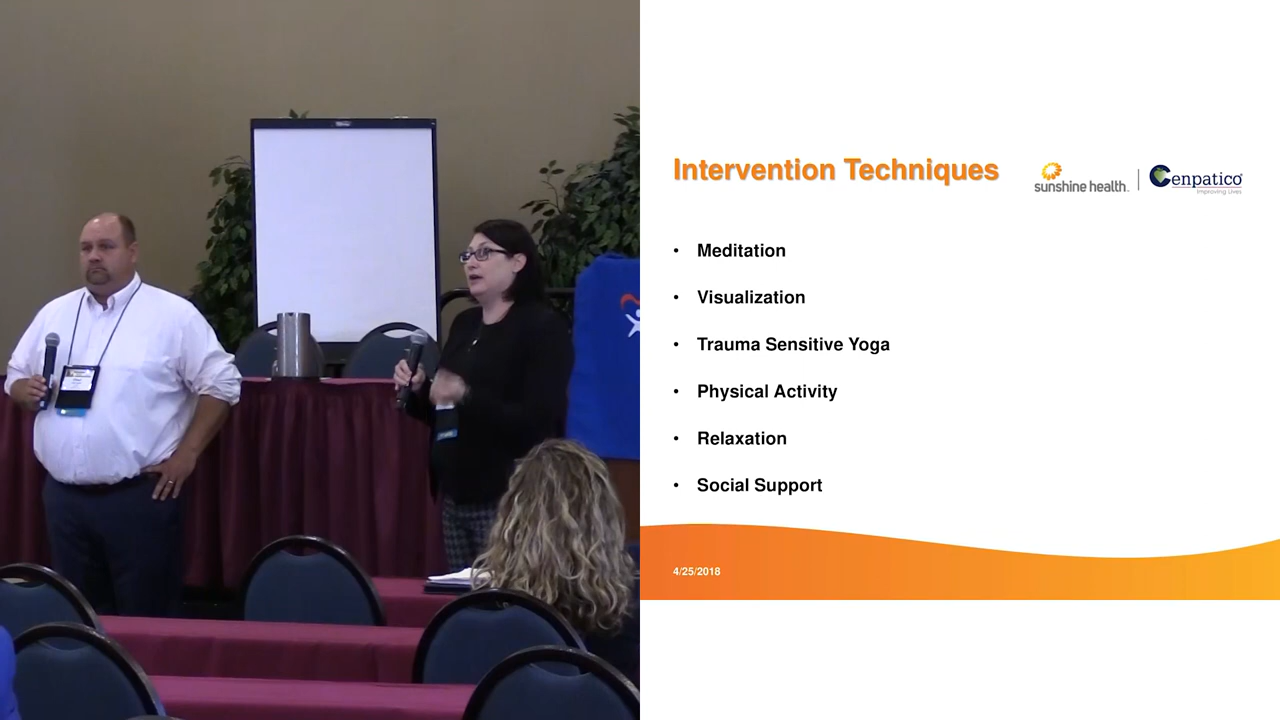 Intervention Techniques
sunshine health.
Cenpatico
Improving Lives
• Meditation
• Visualization
• Trauma Sensitive Yoga
• Physical Activity
• Relaxation
• Social Support
4/25/2018